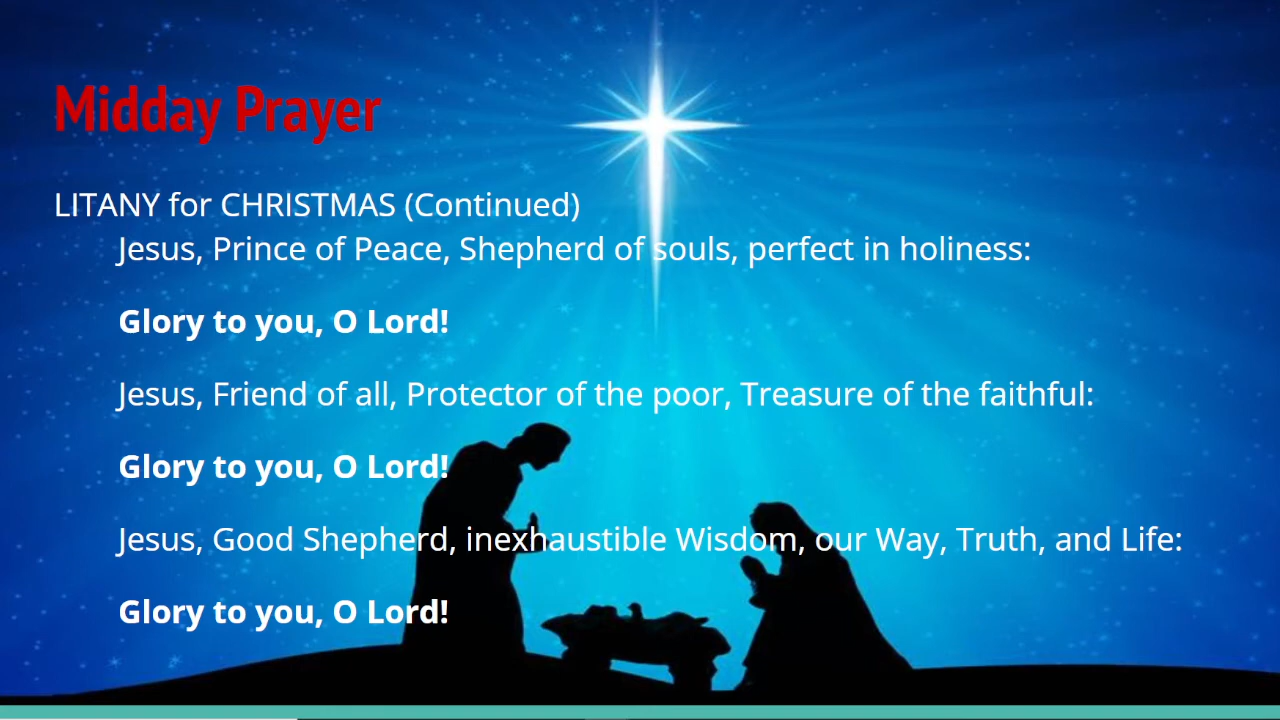 Midday Prayer
LITANY for CHRISTMAS (Continued)
Jesus, Prince of Peace, Shepherd of souls, perfect in holiness:
Glory to you, O Lord!
Jesus, Friend of all, Protector of the poor, Treasure of the faithful:
Glory to you, O Lord!
Jesus, Good Shepherd, inexhaustible Wisdom, our Way, Truth, and Life:
Glory to you, O Lord!